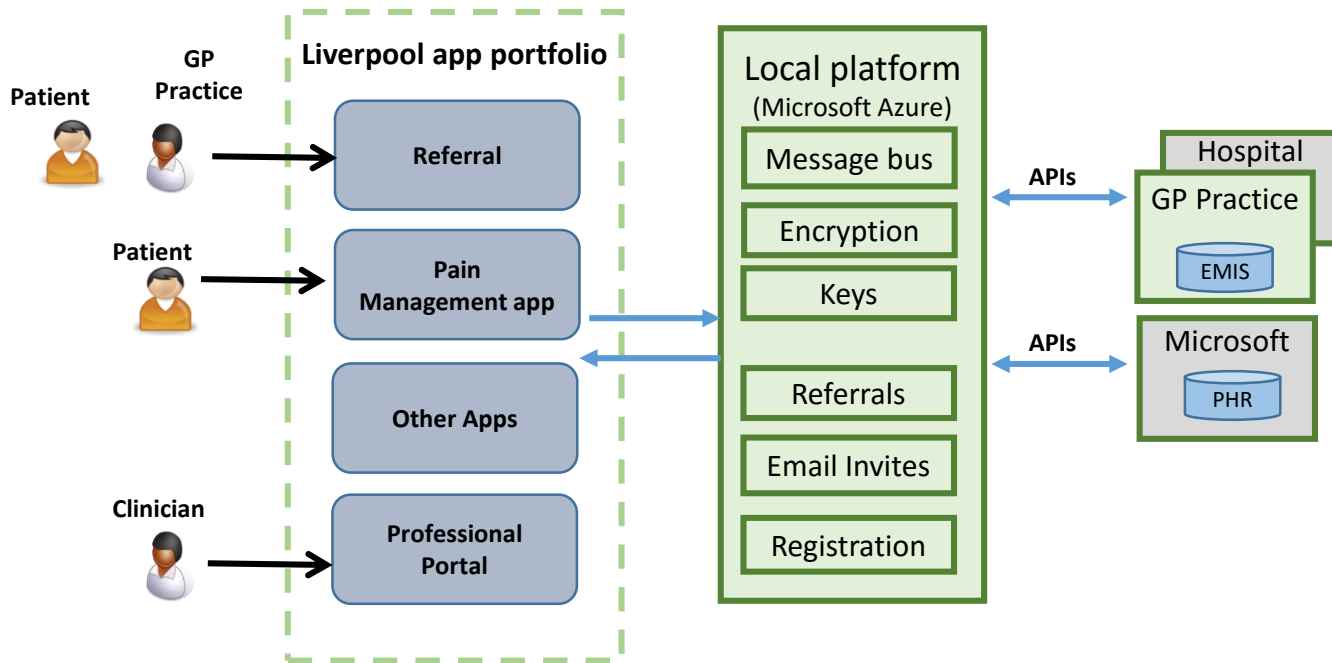 GP
Practice
Patient
Patient
Clinician
Liverpool app portfolio
Referral
Pain
Management app
Other Apps
Professional
Portal
Local platform
(Microsoft Azure)
Message bus
Encryption
Keys
Referrals
Email Invites
Registration
APIs
APIs
Hospital
GP Practice
EMIS
Microsoft
PHR